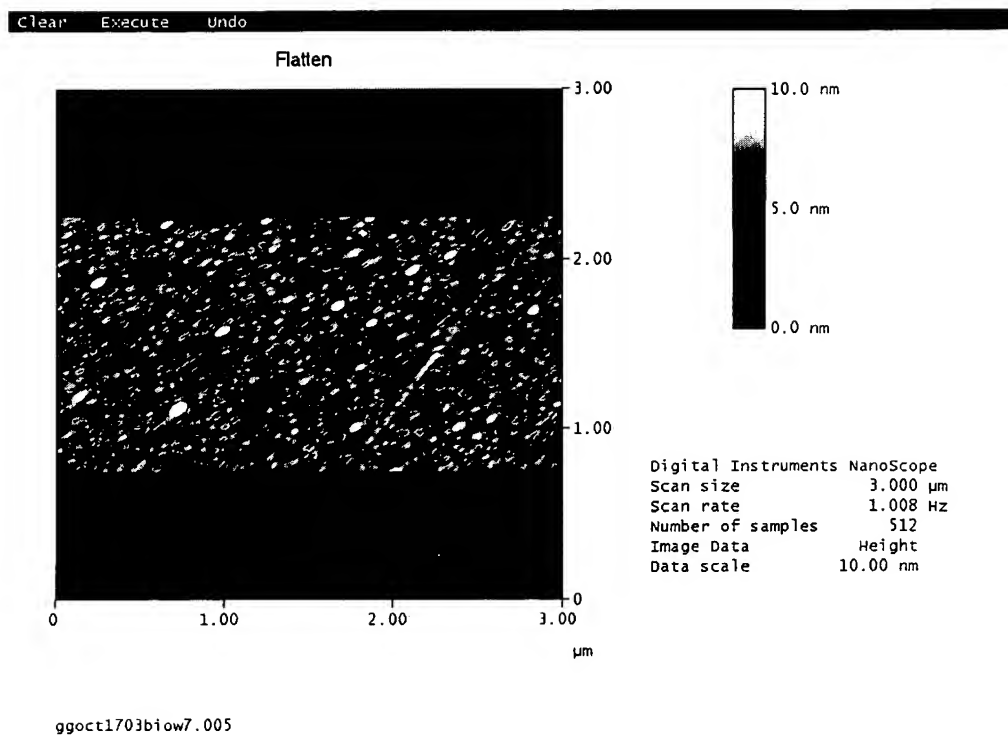 Clear Execute Undo
Flatten
3.00
2.00
1.00
0
0 1.00 2.00 3.00
µm
10.0 nm
5.0 nm
0.0 nm
Digital Instruments NanoScope
Scan size 3.000 µm
Scan rate 1.008 Hz
Number of samples 512
Image Data Height
Data scale 10.00 nm
ggoct1703biow7.005